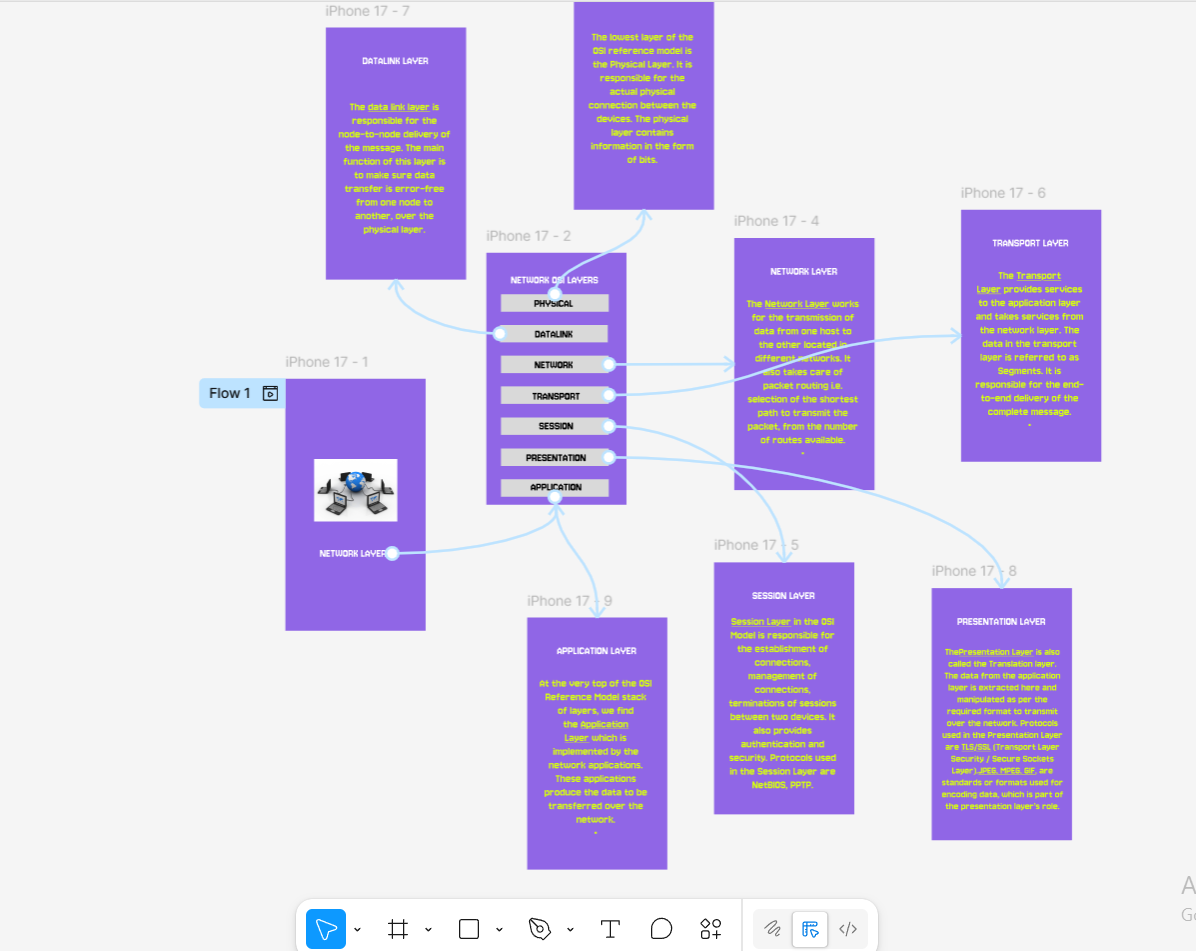 iPhone 17 - 7
DATALINK LAYER
The data link layer is
responsible for the
node-to-node delivery of
the message. The main
function of this layer is
to make sure data
transfer is error-free
from one node to
another, over the
physical layer.
The lowest layer of the
OSI reference model is
the Physical Layer. It is
responsible for the
actual physical
connection between the
devices. The physical
layer contains
information in the form
of bits.
iPhone 17 - 2
NETWORK OSI LAYERS
PHYSICAL
DATALINK
NETWORK
TRANSPORT
SESSION
PRESENTATION
APPLICATION
iPhone 17 - 4
NETWORK LAYER
The Network Layer works
for the transmission of
data from one host to
the other located in
different networks. It
also takes care of
packet routing i.e.
selection of the shortest
path to transmit the
packet, from the number
of routes available.
.
iPhone 17 - 6
TRANSPORT LAYER
The Transport
Layer provides services
to the application layer
and takes services from
the network layer. The
data in the transport
layer is referred to as
Segments. It is
responsible for the end-
to-end delivery of the
complete message.
.
iPhone 17 - 1
Flow 1
NETWORK LAYER
iPhone 17 - 9
APPLICATION LAYER
At the very top of the OSI
Reference Model stack
of layers, we find
the Application
Layer which is
implemented by the
network applications.
These applications
produce the data to be
transferred over the
network.
.
iPhone 17 - 5
SESSION LAYER
Session Layer in the OSI
Model is responsible for
the establishment of
connections,
management of
connections,
terminations of sessions
between two devices. It
also provides
authentication and
security. Protocols used
in the Session Layer are
NetBIOS, PPTP.
iPhone 17 - 8
PRESENTATION LAYER
ThePresentation Layer is also
called the Translation layer.
The data from the application
layer is extracted here and
manipulated as per the
required format to transmit
over the network. Protocols
used in the Presentation Layer
are TLS/SSL (Transport Layer
Security / Secure Sockets
Layer).JPEG, MPEG, GIF, are
standards or formats used for
encoding data, which is part of
the presentation layer's role.
A
Go